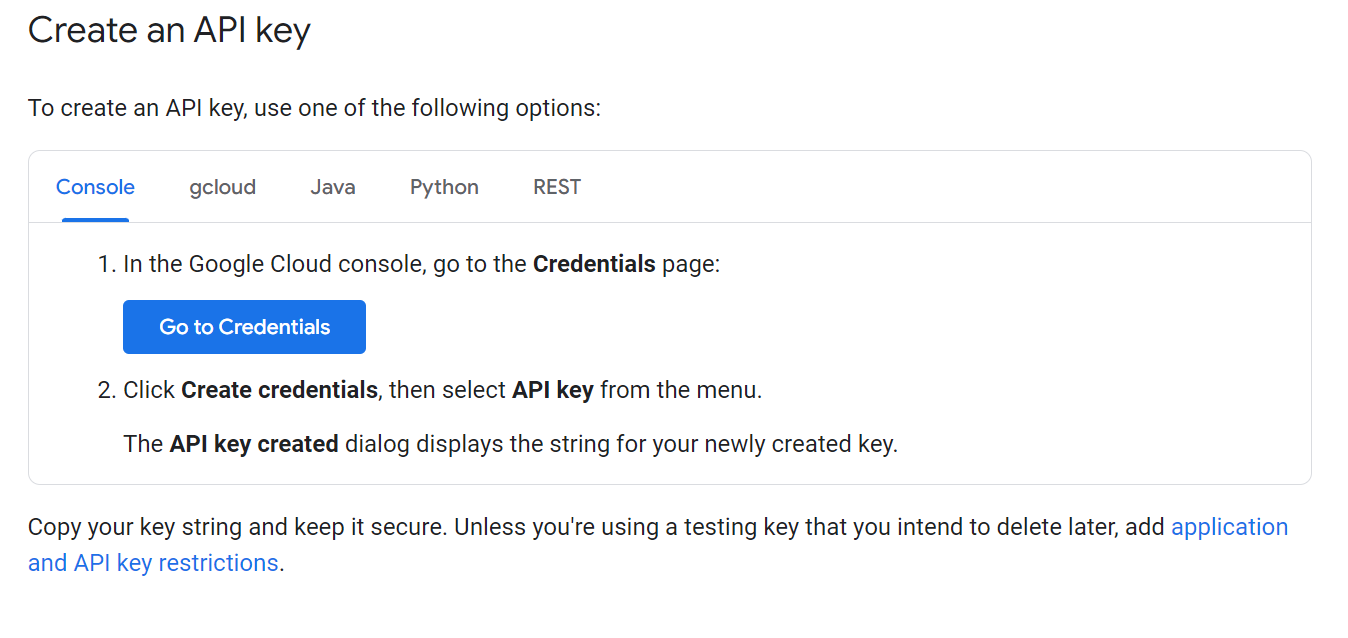 Create an API key
To create an API key, use one of the following options:
Console gcloud Java Python REST
1. In the Google Cloud console, go to the Credentials page:
Go to Credentials
2. Click Create credentials, then select API key from the menu.
The API key created dialog displays the string for your newly created key.
Copy your key string and keep it secure. Unless you're using a testing key that you intend to delete later, add application
and API key restrictions.